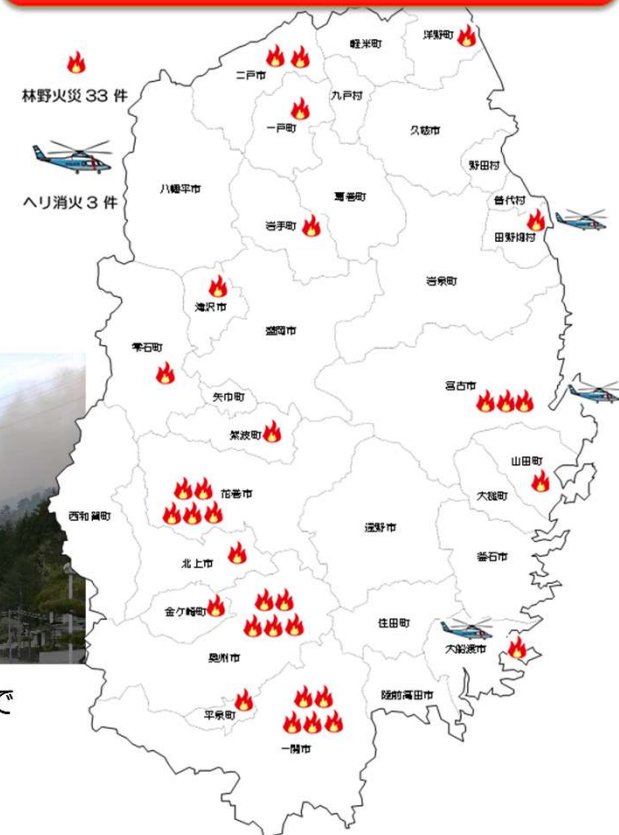 洋野町
軽米町
二戸市
林野火災 33 件
九戸村
一戸町
久慈市
野田村
八幡平市
葛巻町
普代村
ヘリ消火 3 件
岩手町
田野畑村
岩泉町
滝沢市
盛岡市
雫石町
宮古市
矢巾町
紫波町
山田町
花巻市
大槌町
西和賀町
遠野市
釜石市
北上市
金ケ崎町
住田町
大船渡市
奥州市
陸前高田市
で
平泉町
一関市